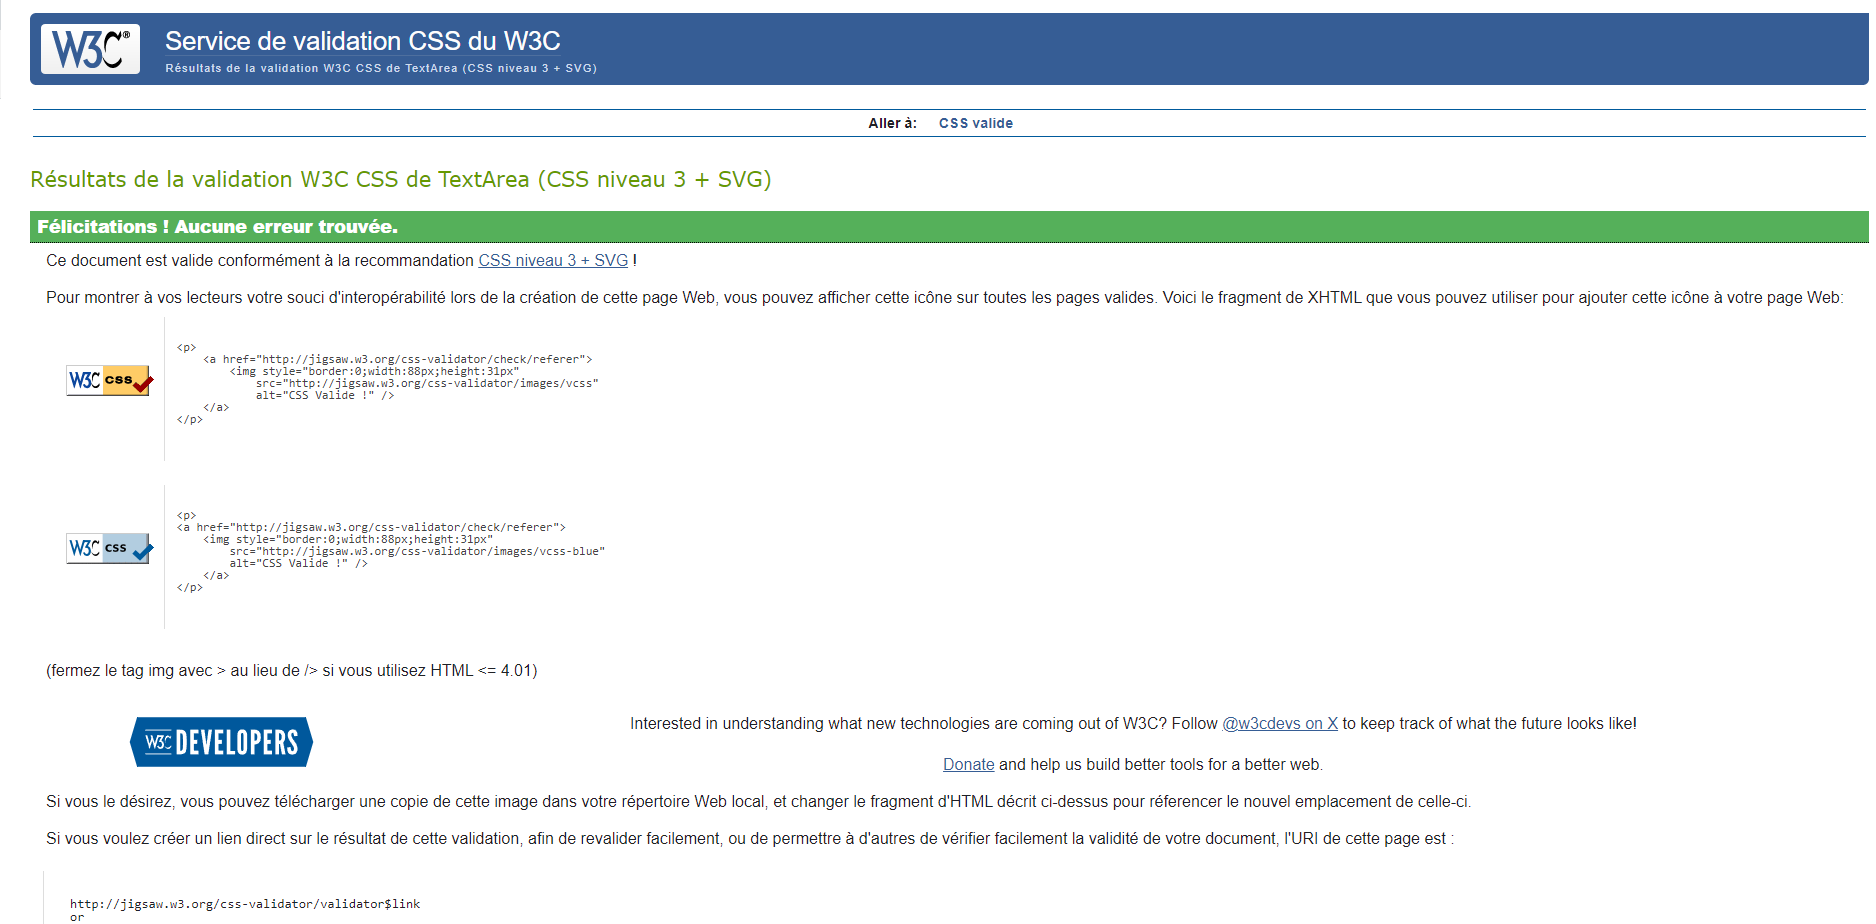 W3C® Service de validation CSS du W3C
Résultats de la validation W3C CSS de TextArea (CSS niveau 3 + SVG)
Aller à: CSS valide
Résultats de la validation W3C CSS de TextArea (CSS niveau 3 + SVG)
Félicitations ! Aucune erreur trouvée.
Ce document est valide conformément à la recommandation CSS niveau 3 + SVG !
Pour montrer à vos lecteurs votre souci d'interopérabilité lors de la création de cette page Web, vous pouvez afficher cette icône sur toutes les pages valides. Voici le fragment de XHTML que vous pouvez utiliser pour ajouter cette icône à votre page Web:
W3C css
<p>
<a href="http://jigsaw.w3.org/css-validator/check/referer">
<img style="border:0;width:88px;height:31px"
src="http://jigsaw.w3.org/css-validator/images/vcss"
alt="CSS Valide !" />
</a>
</p>
W3C css
<p>
<a href="http://jigsaw.w3.org/css-validator/check/referer">
<img style="border:0;width:88px;height:31px"
src="http://jigsaw.w3.org/css-validator/images/vcss-blue"
alt="CSS Valide !" />
</a>
</p>
(fermez le tag img avec > au lieu de /> si vous utilisez HTML <= 4.01)
W3C DEVELOPERS
Interested in understanding what new technologies are coming out of W3C? Follow @w3cdevs on X to keep track of what the future looks like!
Donate and help us build better tools for a better web.
Si vous le désirez, vous pouvez télécharger une copie de cette image dans votre répertoire Web local, et changer le fragment d'HTML décrit ci-dessus pour réferencer le nouvel emplacement de celle-ci.
Si vous voulez créer un lien direct sur le résultat de cette validation, afin de revalider facilement, ou de permettre à d'autres de vérifier facilement la validité de votre document, l'URI de cette page est :
http://jigsaw.w3.org/css-validator/validator$link
or